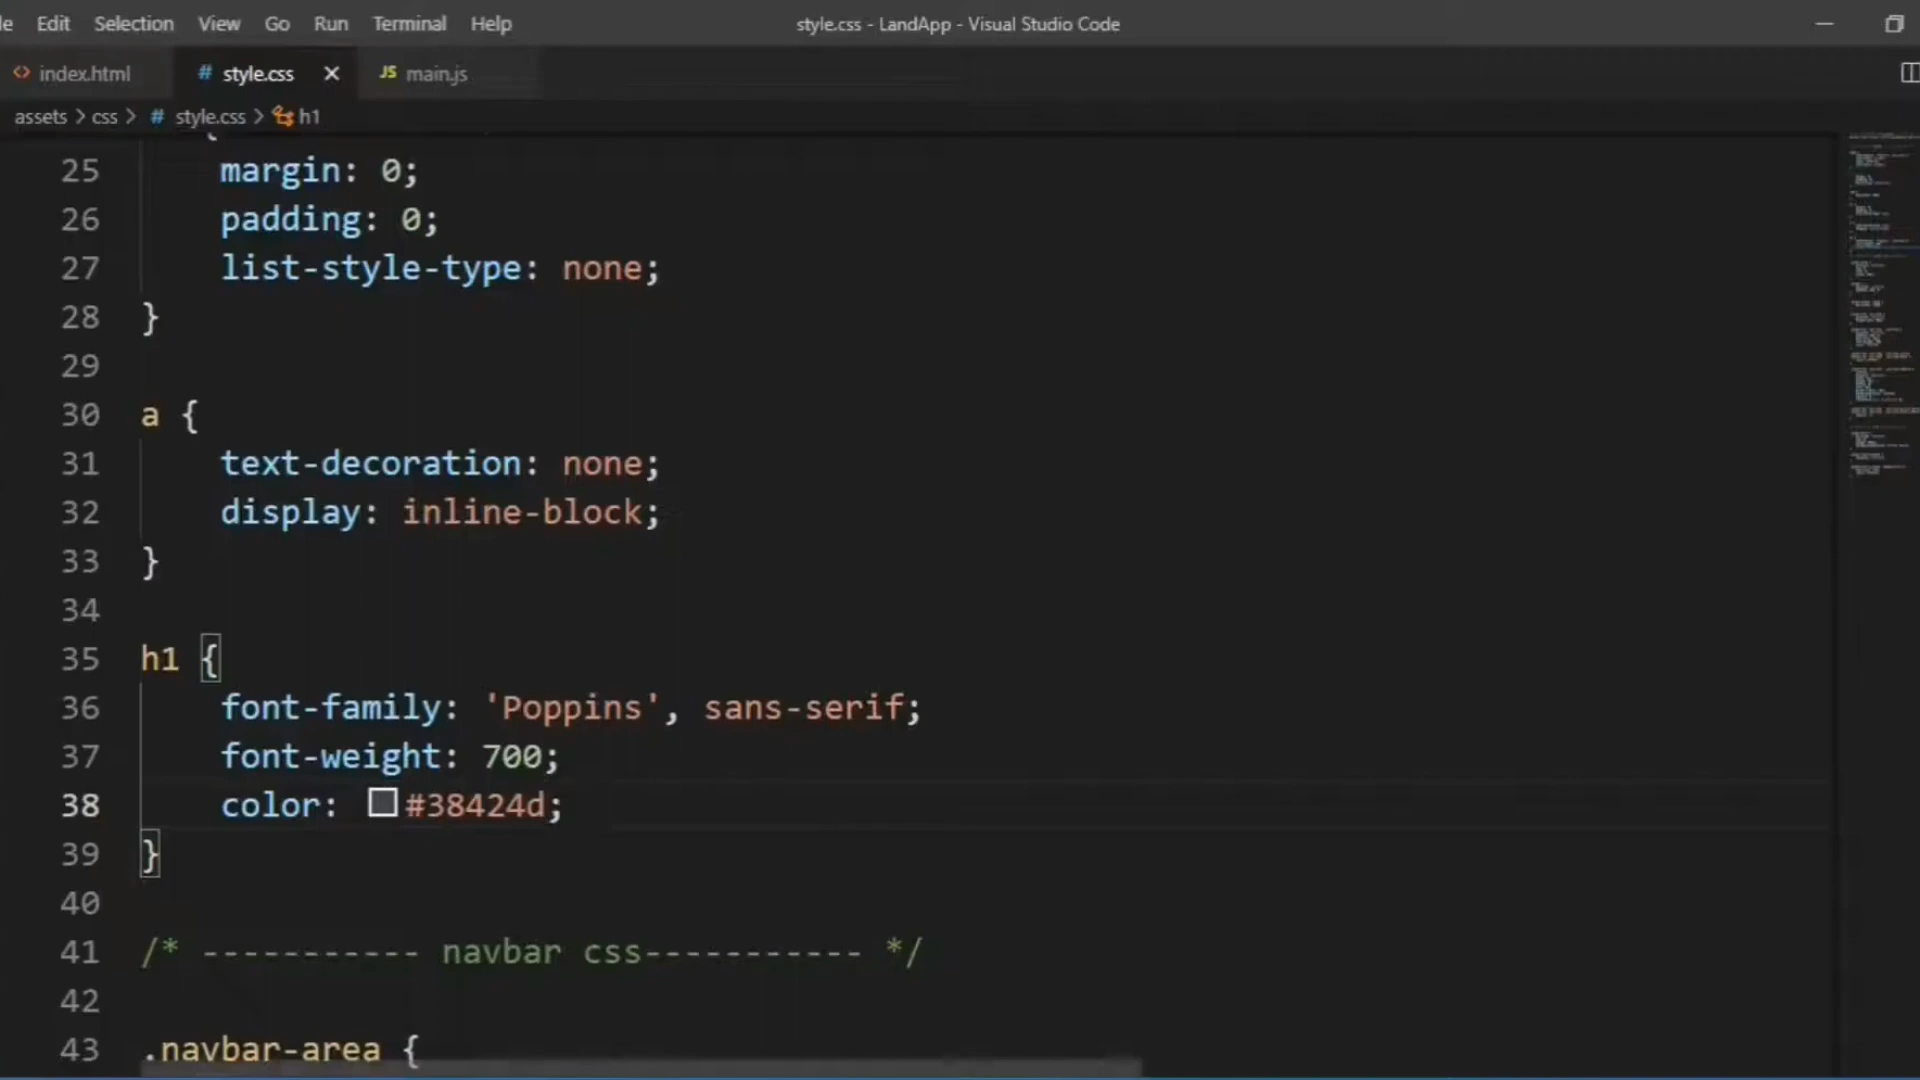 Edit Selection View Go Run Terminal Help style.css - LandApp - Visual Studio Code
index.html # style.css JS main.js
assets > css > # style.css > h1
25 margin: 0;
26 padding: 0;
27 list-style-type: none;
28 }
29
30 a {
31 text-decoration: none;
32 display: inline-block;
33 }
34
35 h1 {
36 font-family: 'Poppins', sans-serif;
37 font-weight: 700;
38 color: #38424d;
39 }
40
41 /* ----------- navbar css----------- */
42
43 .navbar-area {